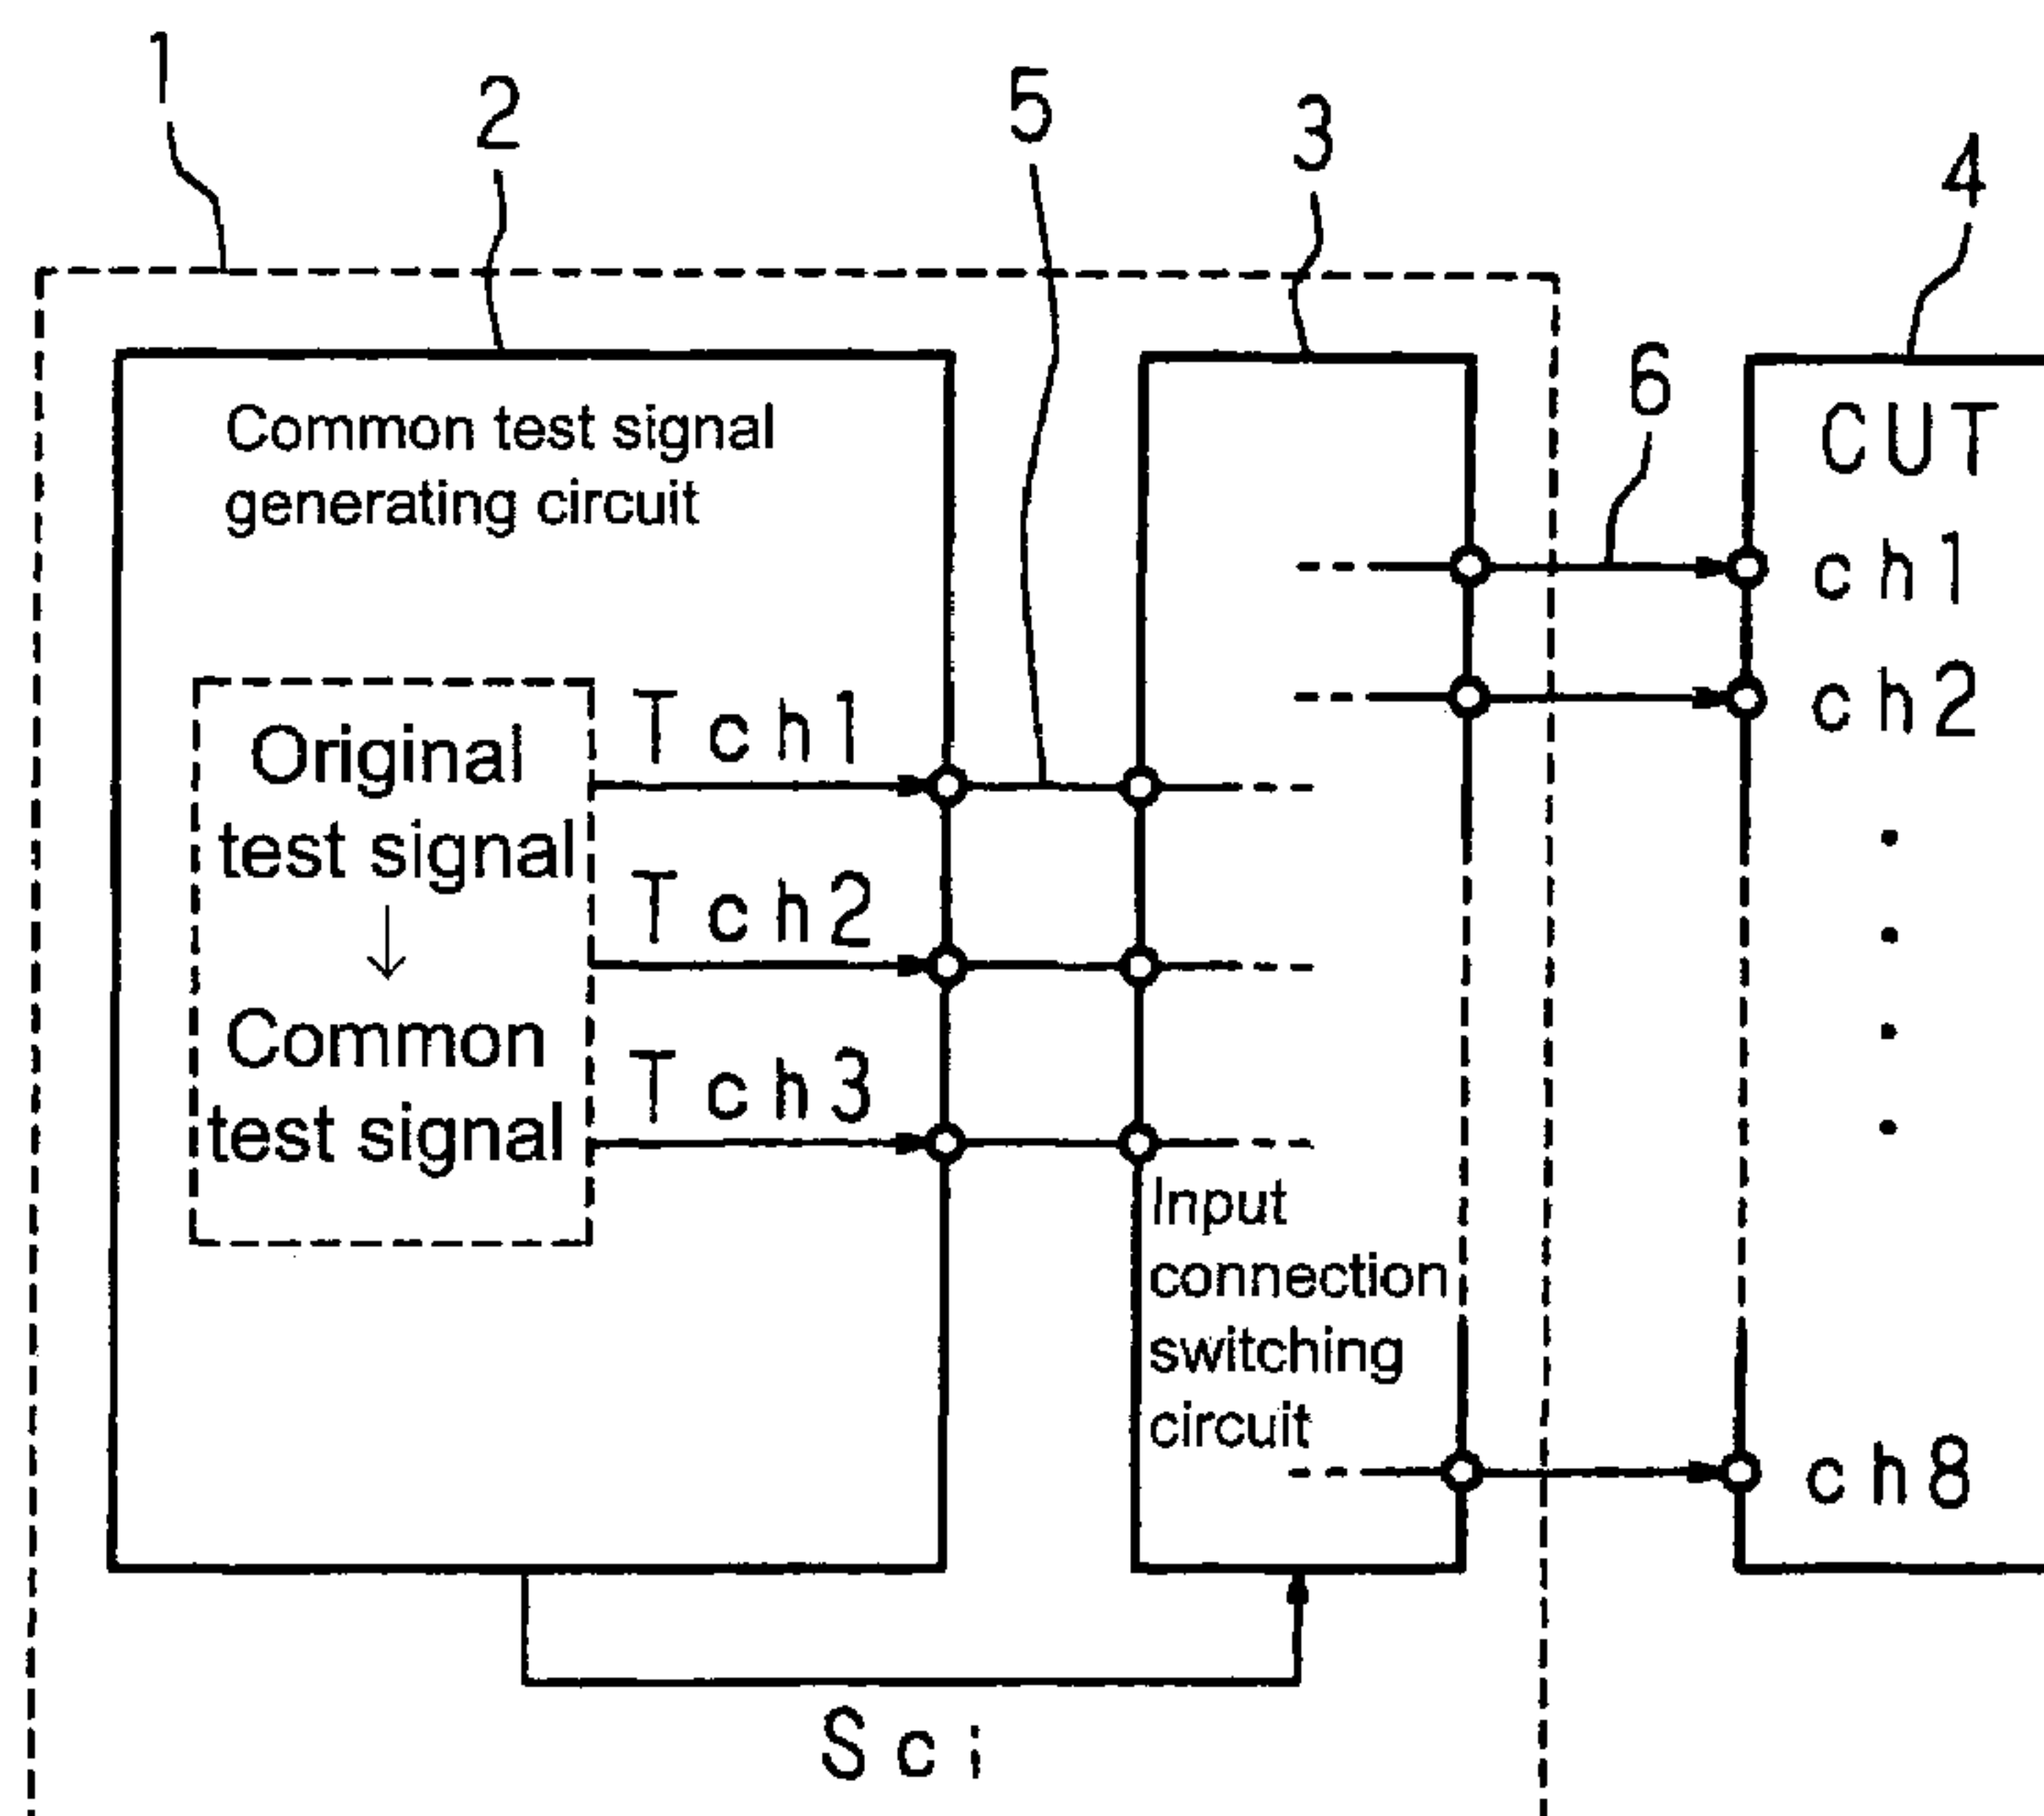 1
2
5
3
4
6
Common test signal
generating circuit
CUT
ch1
ch2
Original
test signal
↓
Common
test signal
Tch1
Tch2
Tch3
Input
connection
switching
circuit
ch8
Sci